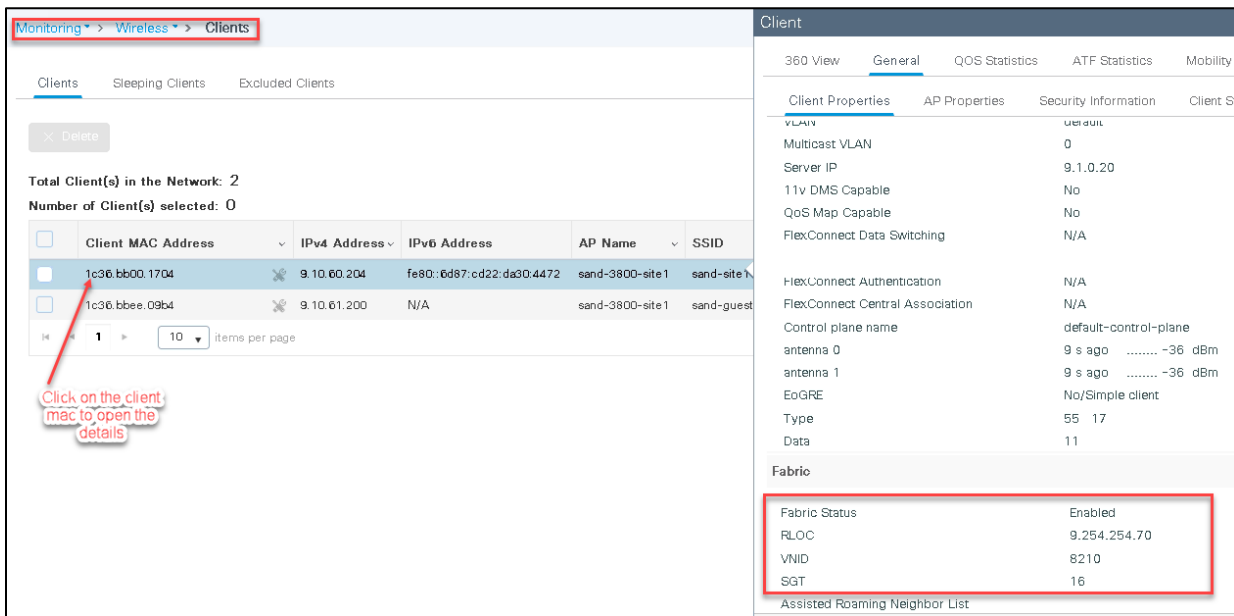 Monitoring > Wireless > Clients
Clients Sleeping Clients Excluded Clients
× Delete
Total Client(s) in the Network: 2
Number of Client(s) selected: 0
Client MAC Address IPv4 Address IPv6 Address AP Name SSID
1c36.bb00.1704 9.10.60.204 fe80::6d87:cd22:da30:4472 sand-3800-site1 sand-site1
1c36.bbee.09b4 9.10.61.200 N/A sand-3800-site1 sand-guest
1 10 items per page
Click on the client
mac to open the
details
Client
360 View General QOS Statistics ATF Statistics Mobility
Client Properties AP Properties Security Information Client S
VLAN default
Multicast VLAN 0
Server IP 9.1.0.20
11v DMS Capable No
QoS Map Capable No
FlexConnect Data Switching N/A
FlexConnect Authentication N/A
FlexConnect Central Association N/A
Control plane name default-control-plane
antenna 0 9 s ago ........ -36 dBm
antenna 1 9 s ago ........ -36 dBm
EoGRE No/Simple client
Type 55 17
Data 11
Fabric
Fabric Status Enabled
RLOC 9.254.254.70
VNID 8210
SGT 16
Assisted Roaming Neighbor List